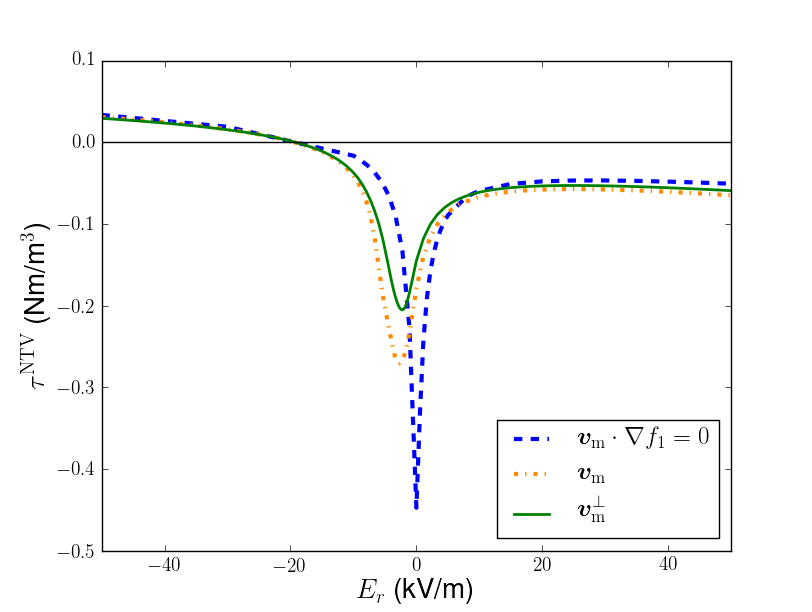 0.1
0.0
−0.1
−0.2
−0.3
−0.4
−0.5
τ^NTV (Nm/m^3)
−40 −20 0 20 40
E_r (kV/m)
v_m · ∇f_1 = 0
v_m
v_m^⊥